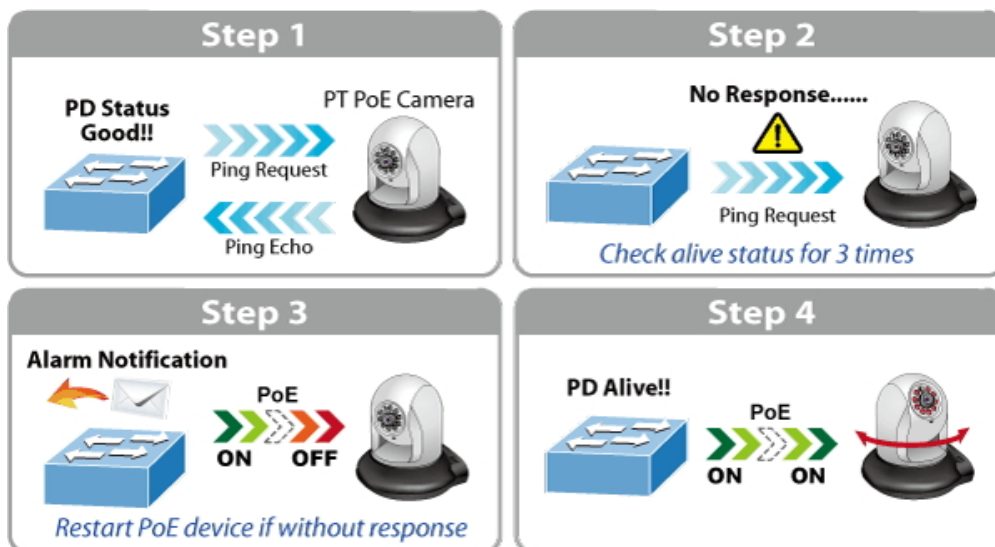 Step 1
PD Status
Good!!
PT PoE Camera
Ping Request
Ping Echo
Step 2
No Response......
Ping Request
Check alive status for 3 times
Step 3
Alarm Notification
PoE
ON OFF
Restart PoE device if without response
Step 4
PD Alive!!
PoE
ON ON